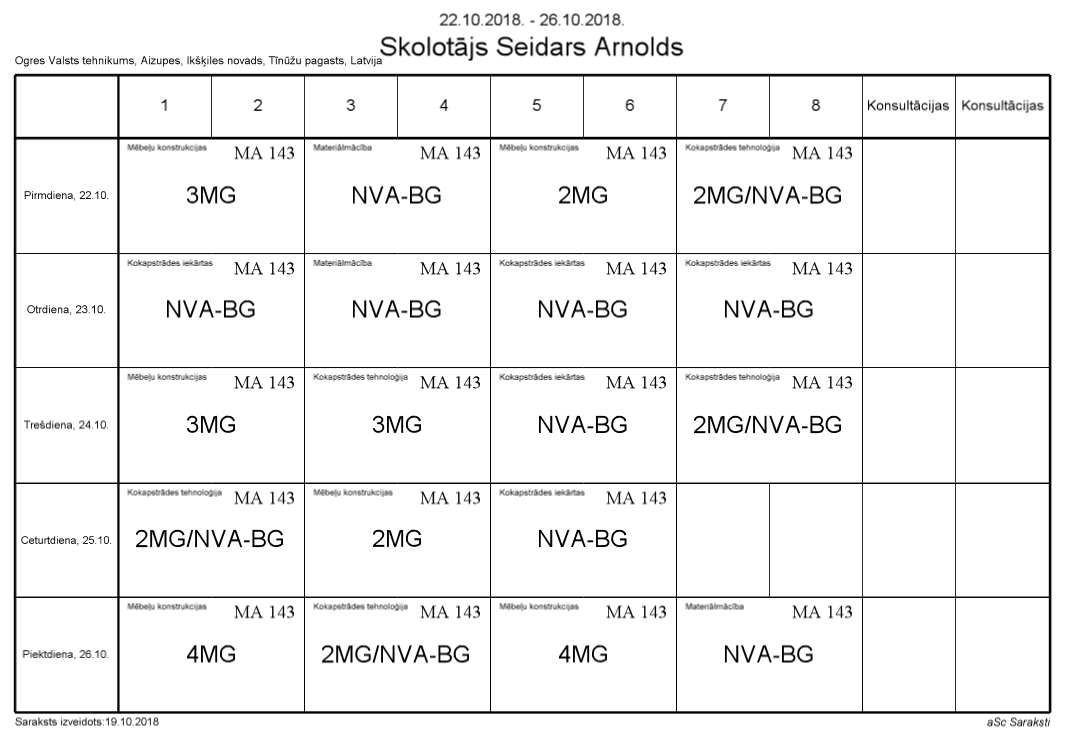 22.10.2018. - 26.10.2018.
Skolotājs Seidars Arnolds
Ogres Valsts tehnikums, Aizupes, Ikšķiles novads, Tīnūžu pagasts, Latvija
1 2 3 4 5 6 7 8 Konsultācijas Konsultācijas
Mēbeļu konstrukcijas MA 143 Materiālmācība MA 143 Mēbeļu konstrukcijas MA 143 Kokapstrādes tehnoloģija MA 143
Pirmdiena, 22.10. 3MG NVA-BG 2MG 2MG/NVA-BG
Kokapstrādes iekārtas MA 143 Materiālmācība MA 143 Kokapstrādes iekārtas MA 143 Kokapstrādes iekārtas MA 143
Otrdiena, 23.10. NVA-BG NVA-BG NVA-BG NVA-BG
Mēbeļu konstrukcijas MA 143 Kokapstrādes tehnoloģija MA 143 Kokapstrādes iekārtas MA 143 Kokapstrādes tehnoloģija MA 143
Trešdiena, 24.10. 3MG 3MG NVA-BG 2MG/NVA-BG
Kokapstrādes tehnoloģija MA 143 Mēbeļu konstrukcijas MA 143 Kokapstrādes iekārtas MA 143
Ceturtdiena, 25.10. 2MG/NVA-BG 2MG NVA-BG
Mēbeļu konstrukcijas MA 143 Kokapstrādes tehnoloģija MA 143 Mēbeļu konstrukcijas MA 143 Materiālmācība MA 143
Piektdiena, 26.10. 4MG 2MG/NVA-BG 4MG NVA-BG
Saraksts izveidots:19.10.2018 aSc Saraksti